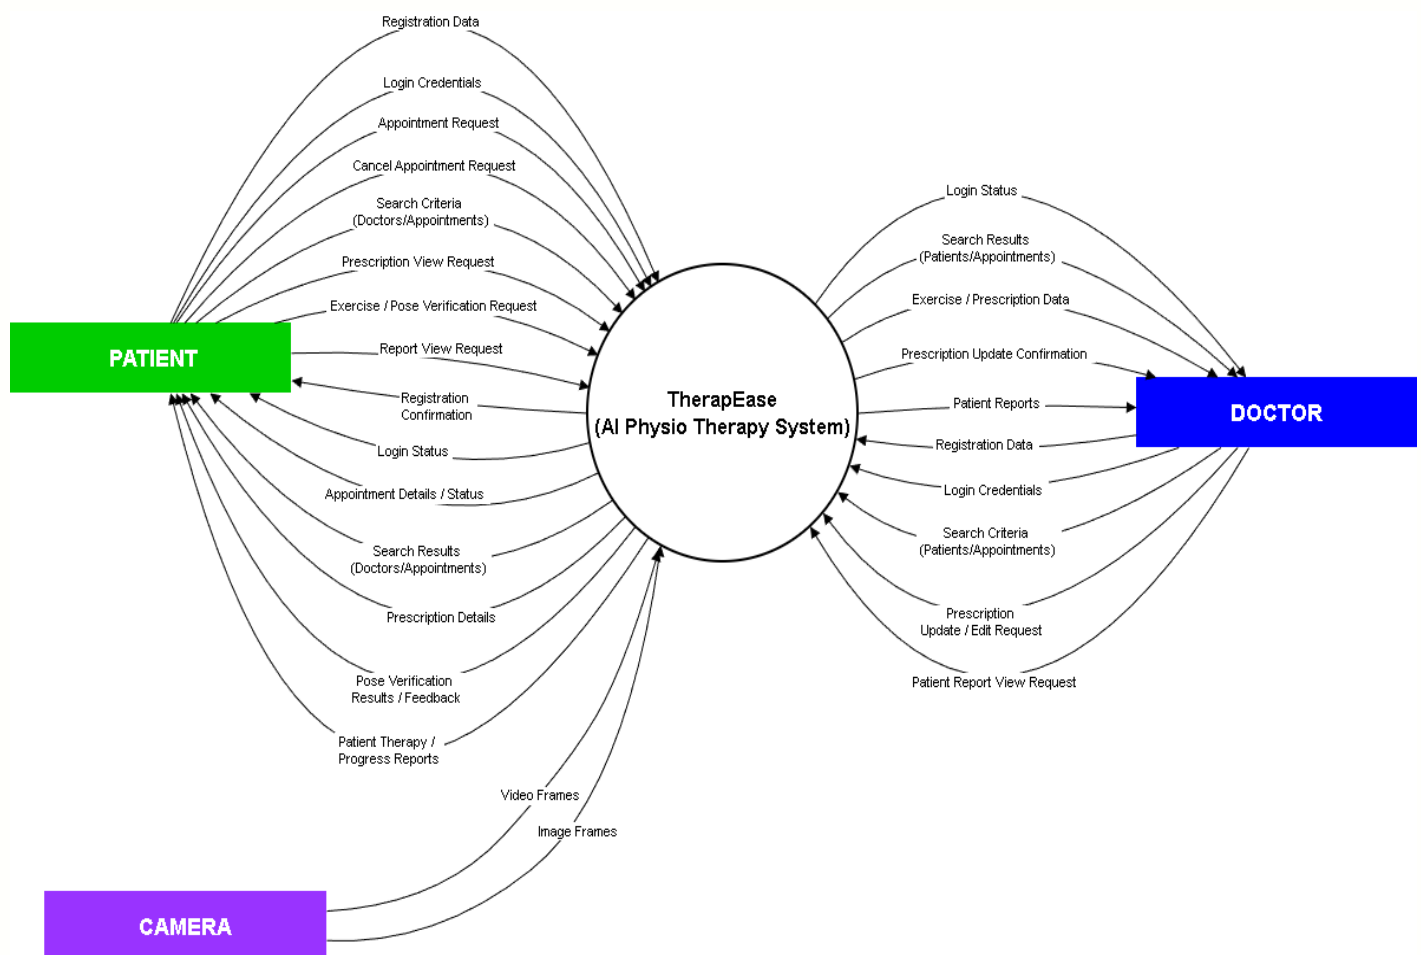 Registration Data
Login Credentials
Appointment Request
Cancel Appointment Request
Search Criteria
(Doctors/Appointments)
Prescription View Request
Exercise / Pose Verification Request
Report View Request
PATIENT
Registration
Confirmation
Login Status
Appointment Details / Status
Search Results
(Doctors/Appointments)
Prescription Details
Pose Verification
Results / Feedback
Patient Therapy /
Progress Reports
Video Frames
Image Frames
CAMERA
TherapEase
(AI Physio Therapy System)
Login Status
Search Results
(Patients/Appointments)
Exercise / Prescription Data
Prescription Update Confirmation
Patient Reports
DOCTOR
Registration Data
Login Credentials
Search Criteria
(Patients/Appointments)
Prescription
Update / Edit Request
Patient Report View Request